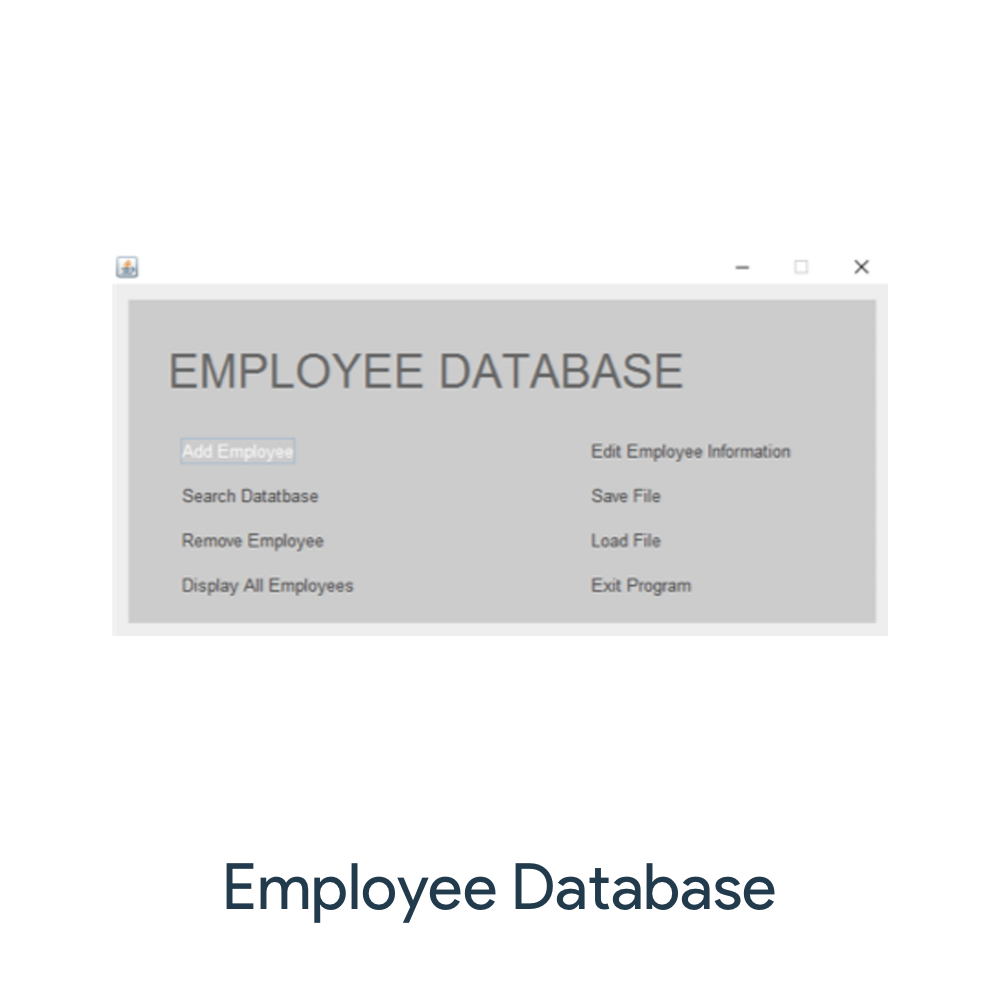 EMPLOYEE DATABASE
Add Employee
Edit Employee Information
Search Datatbase
Save File
Remove Employee
Load File
Display All Employees
Exit Program
Employee Database